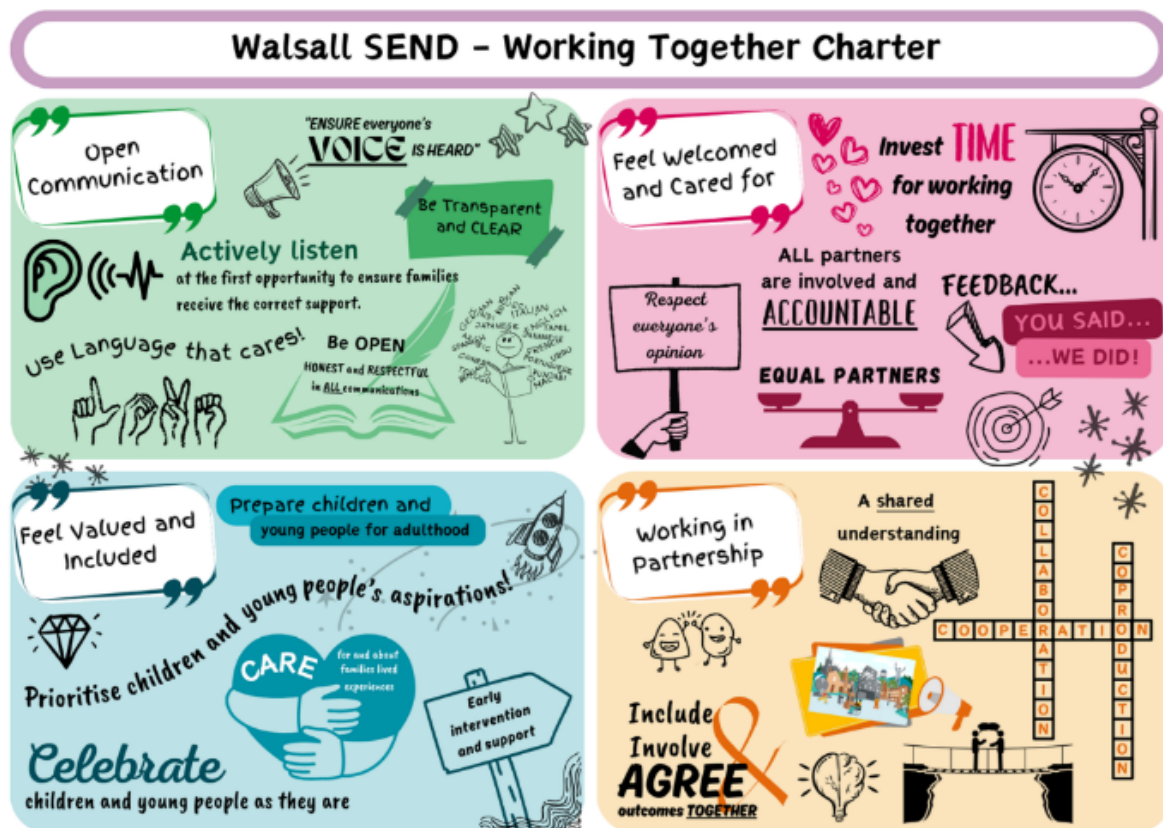 Walsall SEND - Working Together Charter
Open
Communication
"ENSURE everyone's
VOICE IS HEARD"
Be Transparent
and CLEAR
Actively listen
at the first opportunity to ensure families
receive the correct support.
Use Language that cares!
Be OPEN
HONEST and RESPECTFUL
in ALL communications
GERMAN
ITALIAN
ENGLISH
TAMIL
JAPANESE
FRENCH
Feel Welcomed
and Cared for
Invest TIME
for working
together
ALL partners
are involved and
ACCOUNTABLE
Respect
everyone's
opinion
EQUAL PARTNERS
FEEDBACK...
YOU SAID...
...WE DID!
Feel Valued and
Included
Prepare children and
young people for adulthood
Prioritise children and young people's aspirations!
CARE
for and about
families lived
experiences
Early
intervention
and support
Celebrate
children and young people as they are
Working in
Partnership
A shared
understanding
COLLABORATION
COOPERATION
COPRODUCTION
Include
Involve
&
AGREE
outcomes TOGETHER